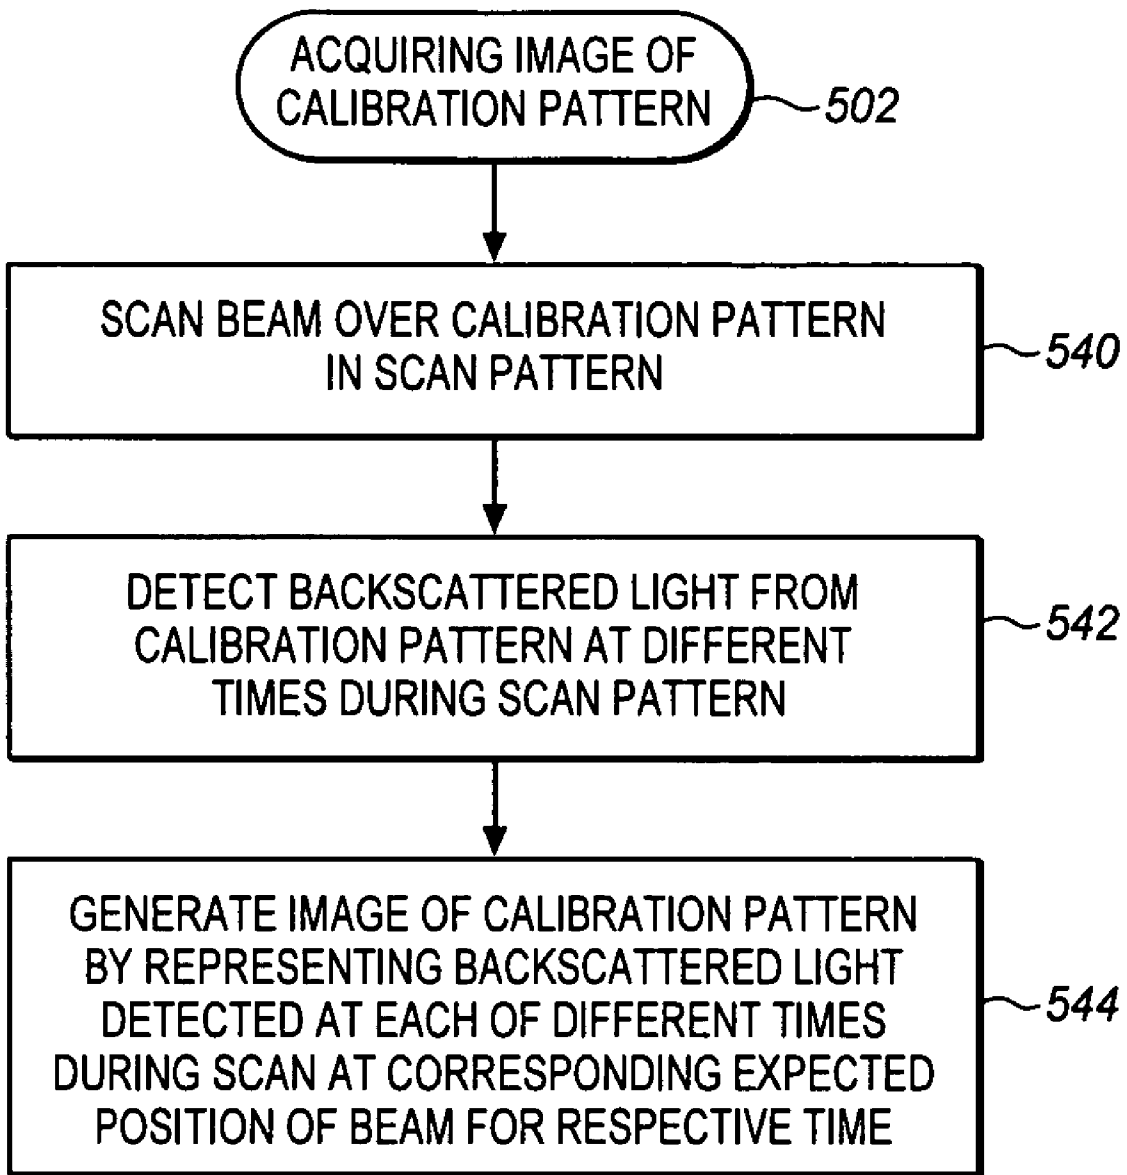 ACQUIRING IMAGE OF
CALIBRATION PATTERN
502
SCAN BEAM OVER CALIBRATION PATTERN
IN SCAN PATTERN
540
DETECT BACKSCATTERED LIGHT FROM
CALIBRATION PATTERN AT DIFFERENT
TIMES DURING SCAN PATTERN
542
GENERATE IMAGE OF CALIBRATION PATTERN
BY REPRESENTING BACKSCATTERED LIGHT
DETECTED AT EACH OF DIFFERENT TIMES
DURING SCAN AT CORRESPONDING EXPECTED
POSITION OF BEAM FOR RESPECTIVE TIME
544